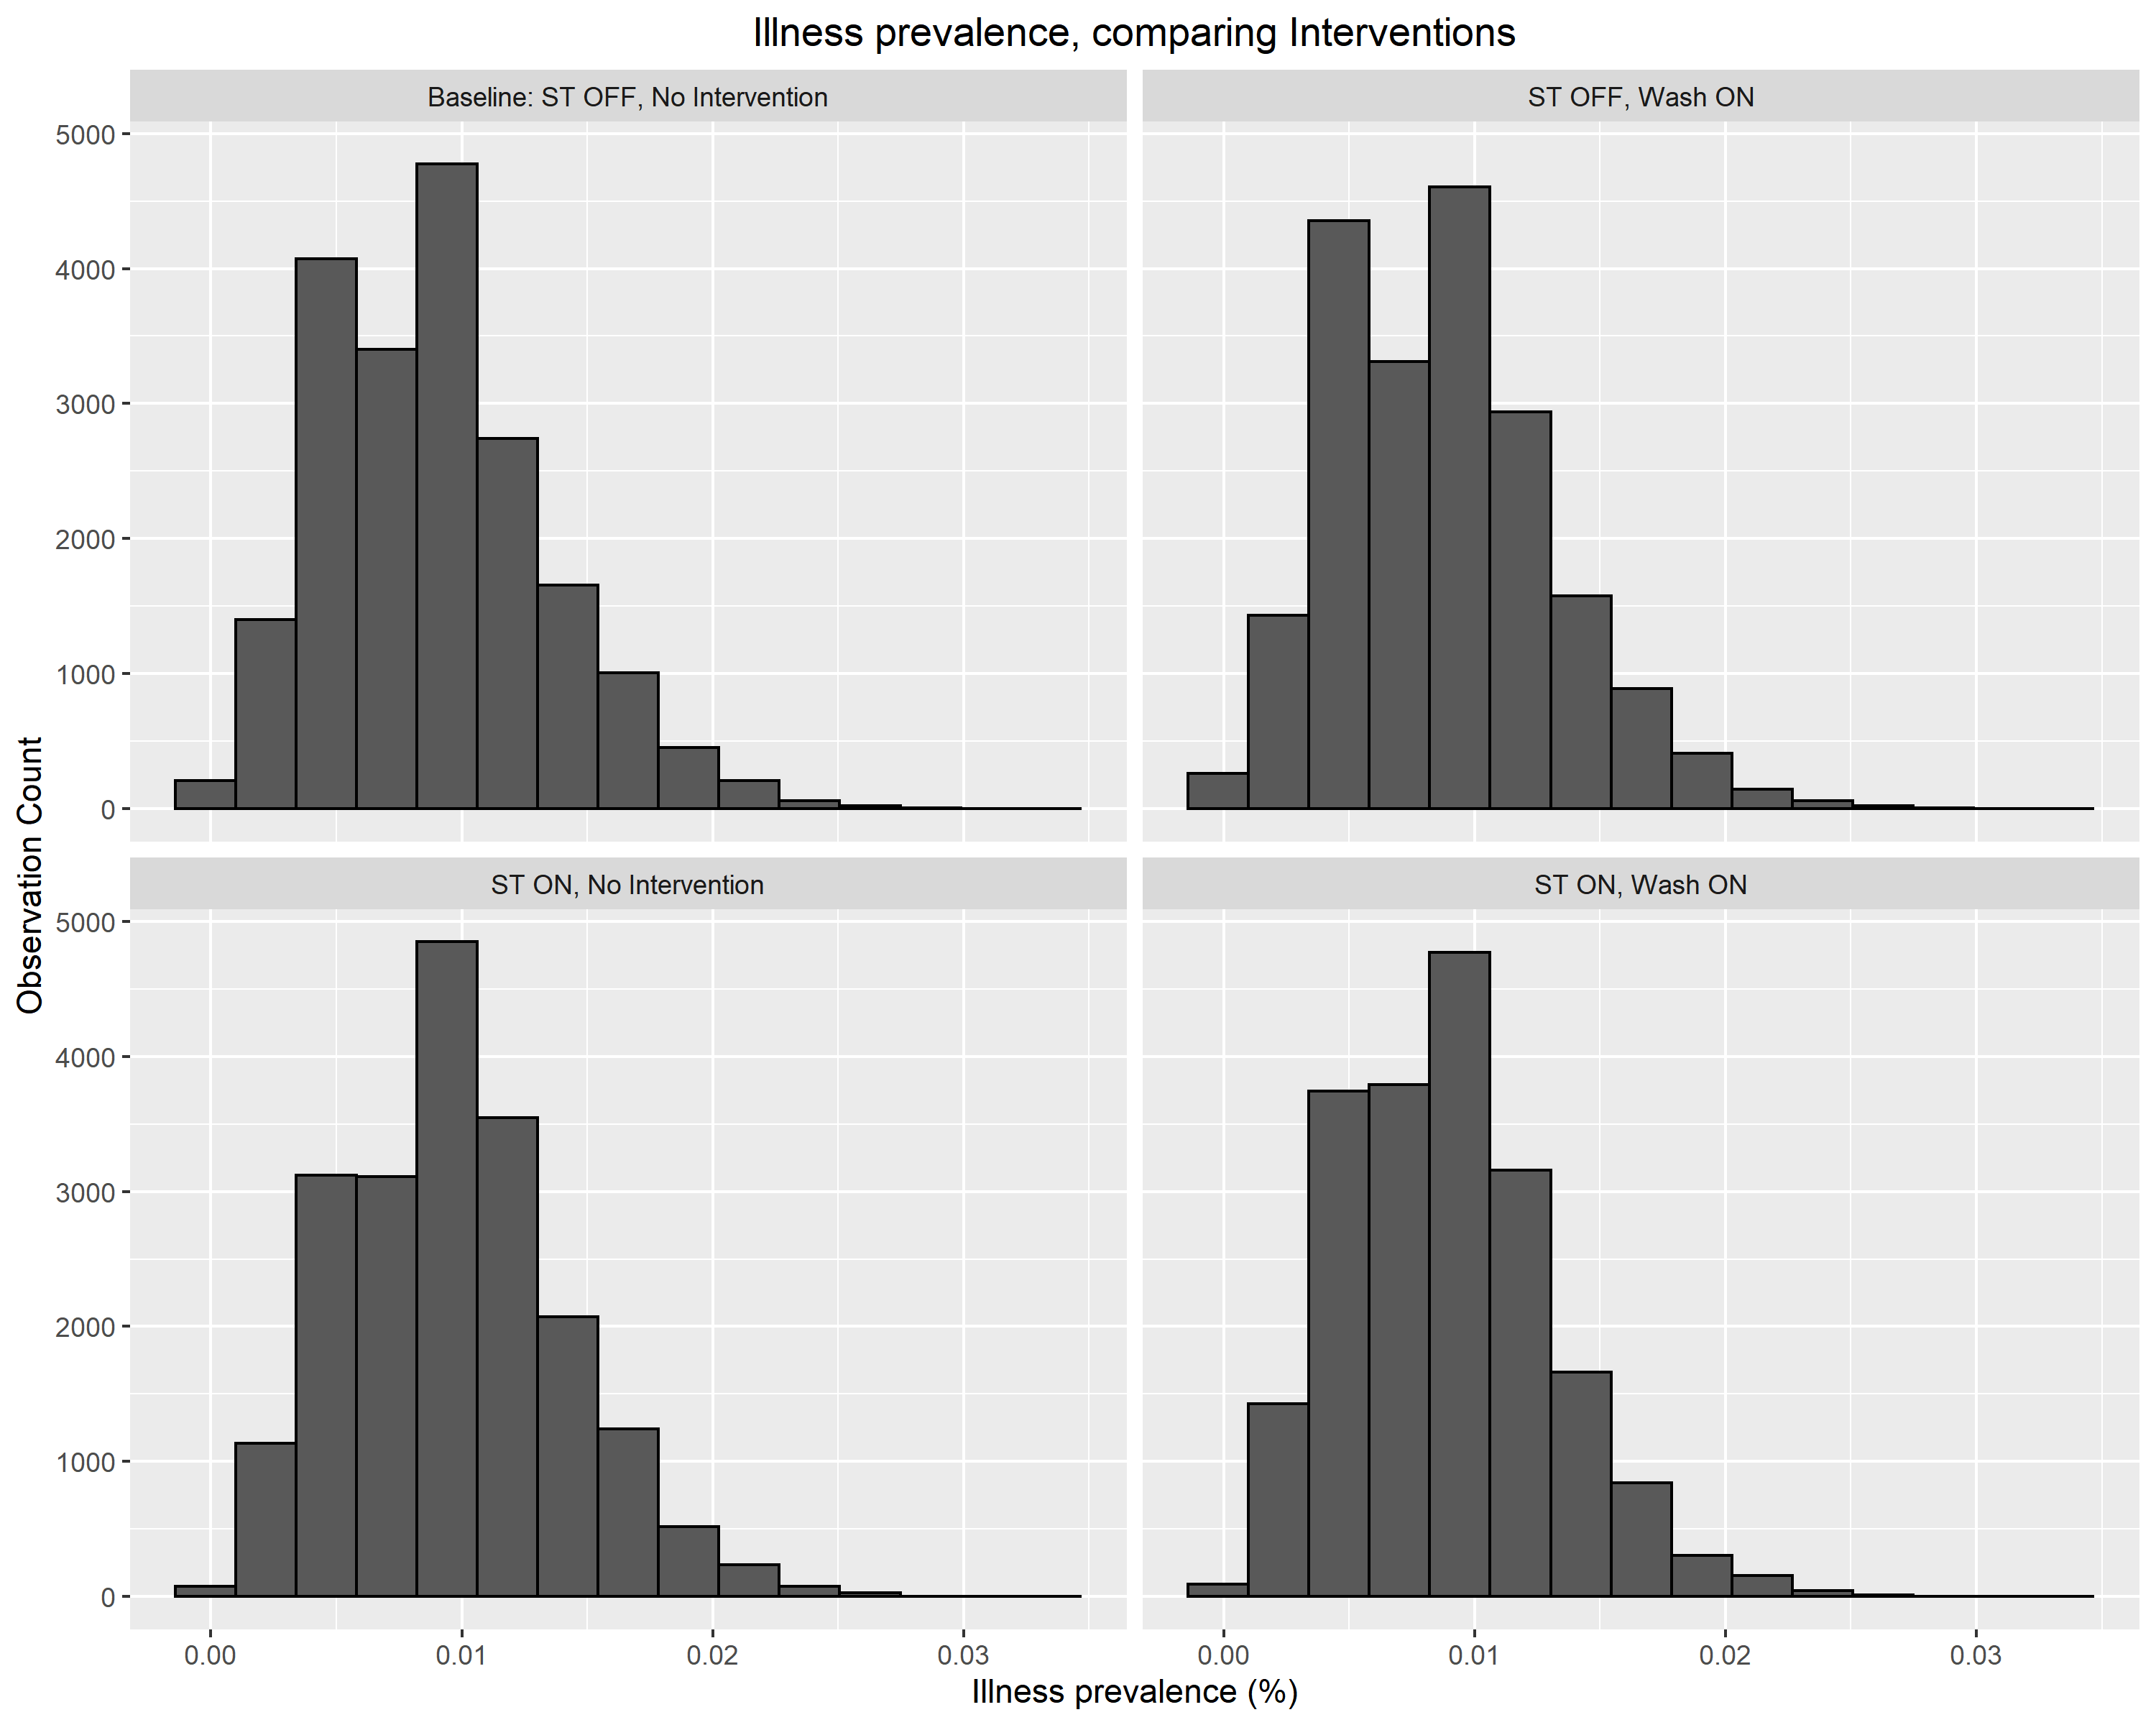 Illness prevalence, comparing Interventions
Baseline: ST OFF, No Intervention
ST OFF, Wash ON
5000
4000
3000
2000
1000
0
ST ON, No Intervention
ST ON, Wash ON
5000
4000
3000
2000
1000
0
Observation Count
0.00 0.01 0.02 0.03
0.00 0.01 0.02 0.03
Illness prevalence (%)